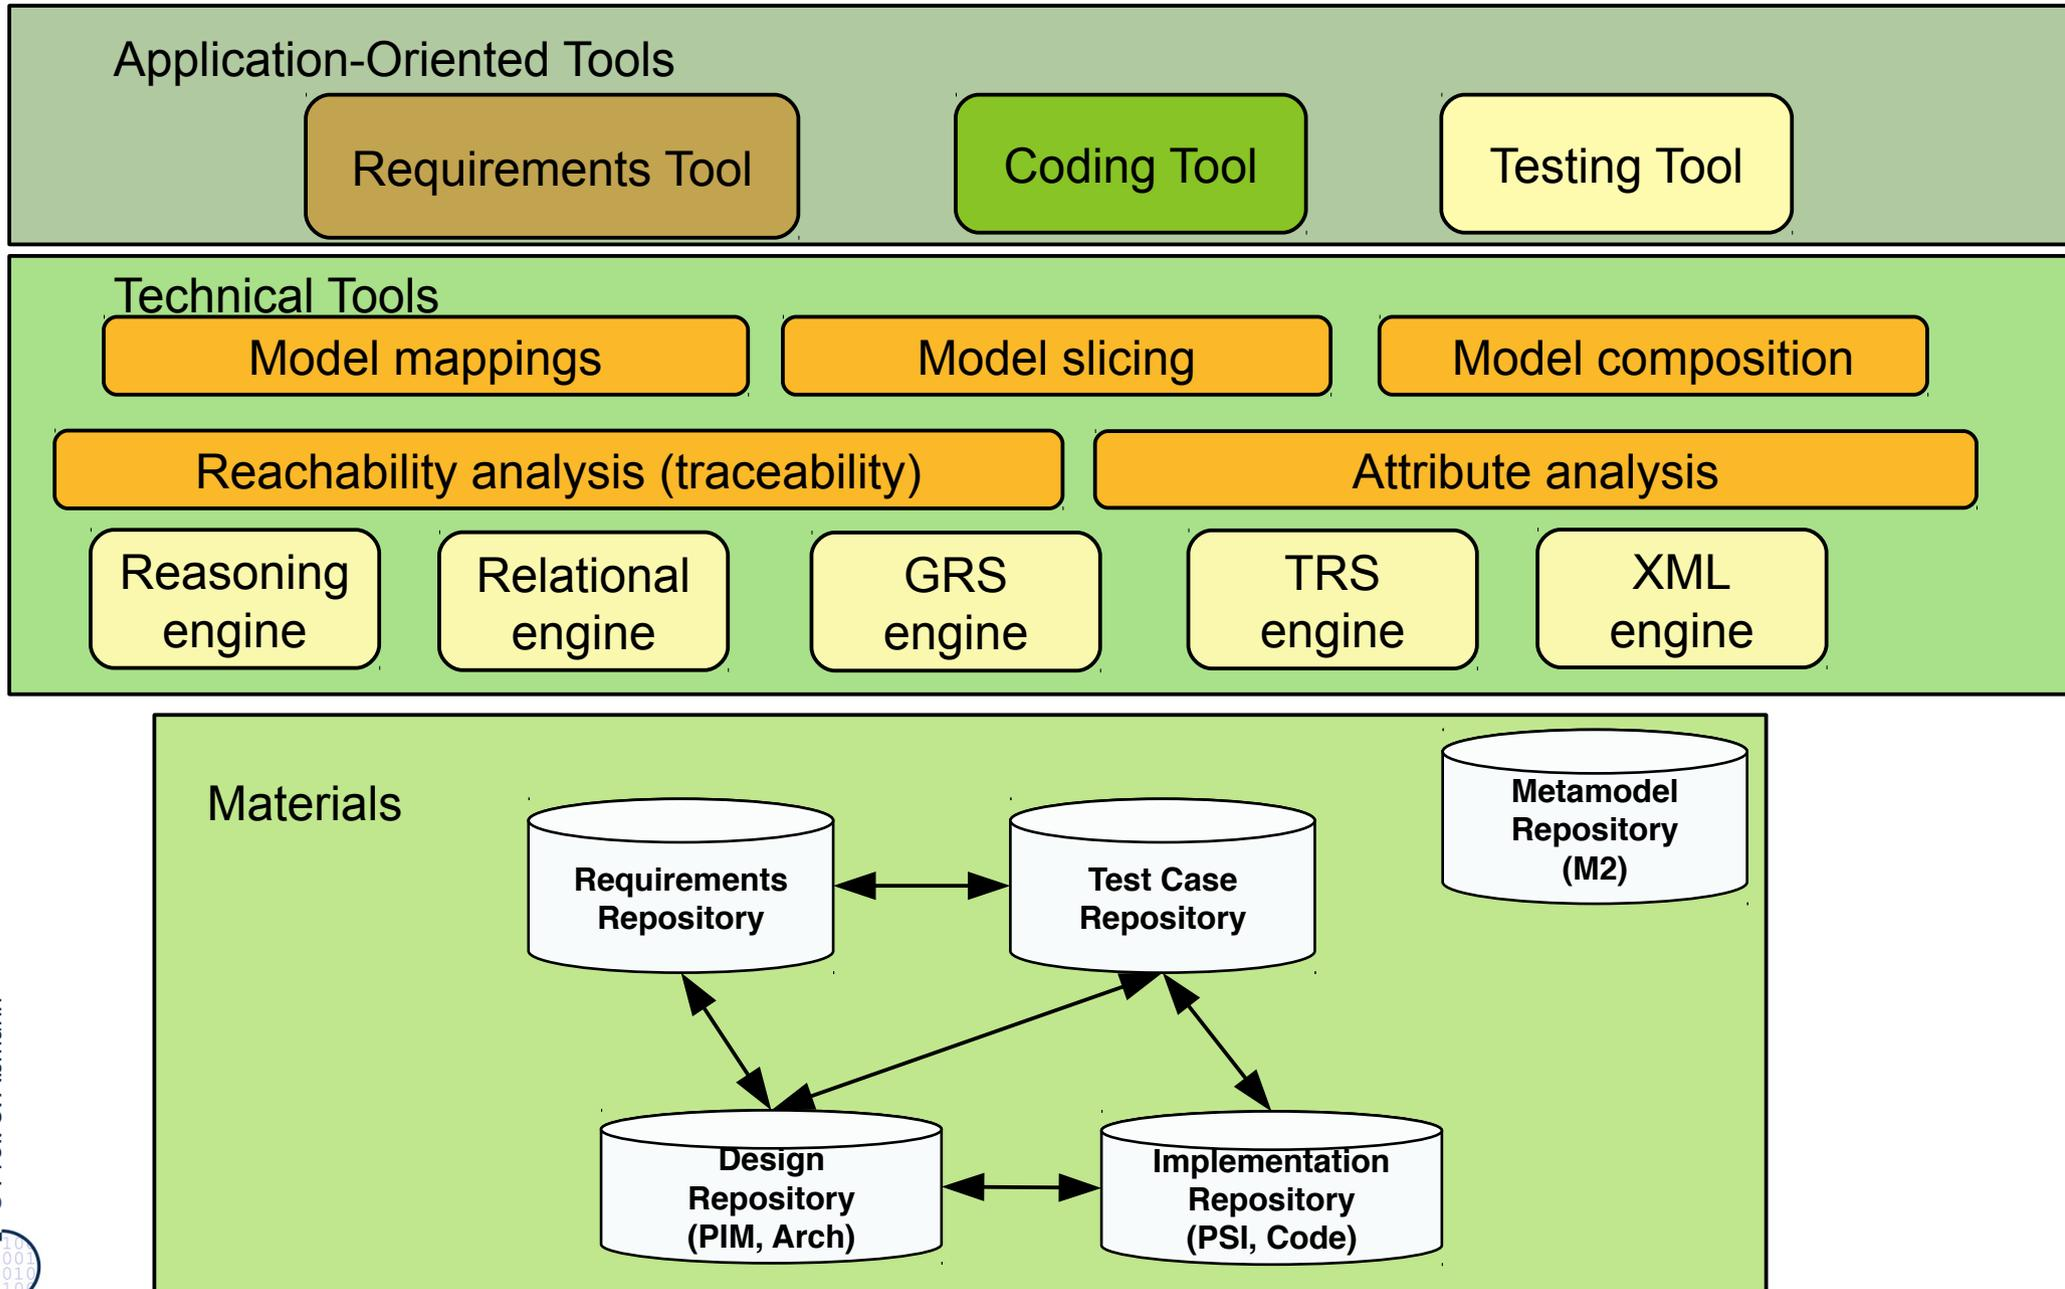 Application-Oriented Tools
Requirements Tool
Coding Tool
Testing Tool
Technical Tools
Model mappings
Model slicing
Model composition
Reachability analysis (traceability)
Attribute analysis
Reasoning
engine
Relational
engine
GRS
engine
TRS
engine
XML
engine
Materials
Metamodel
Repository
(M2)
Requirements
Repository
Test Case
Repository
Design
Repository
(PIM, Arch)
Implementation
Repository
(PSI, Code)